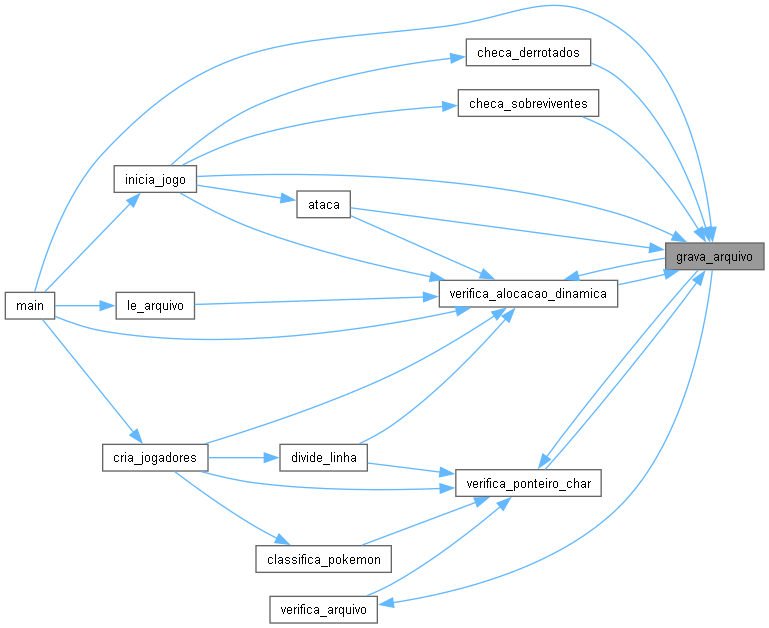 checa_derrotados
checa_sobreviventes
inicia_jogo
ataca
grava_arquivo
verifica_alocacao_dinamica
main
le_arquivo
cria_jogadores
divide_linha
verifica_ponteiro_char
classifica_pokemon
verifica_arquivo